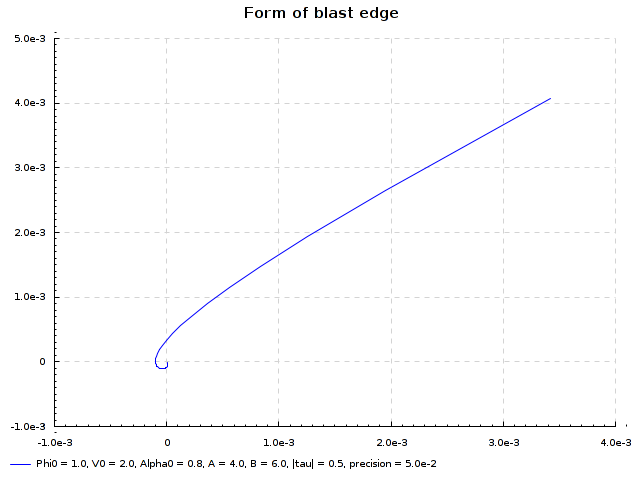 Form of blast edge
5.0e-3
4.0e-3
3.0e-3
2.0e-3
1.0e-3
0
-1.0e-3
-1.0e-3 0 1.0e-3 2.0e-3 3.0e-3 4.0e-3
Phi0 = 1.0, V0 = 2.0, Alpha0 = 0.8, A = 4.0, B = 6.0, |tau| = 0.5, precision = 5.0e-2